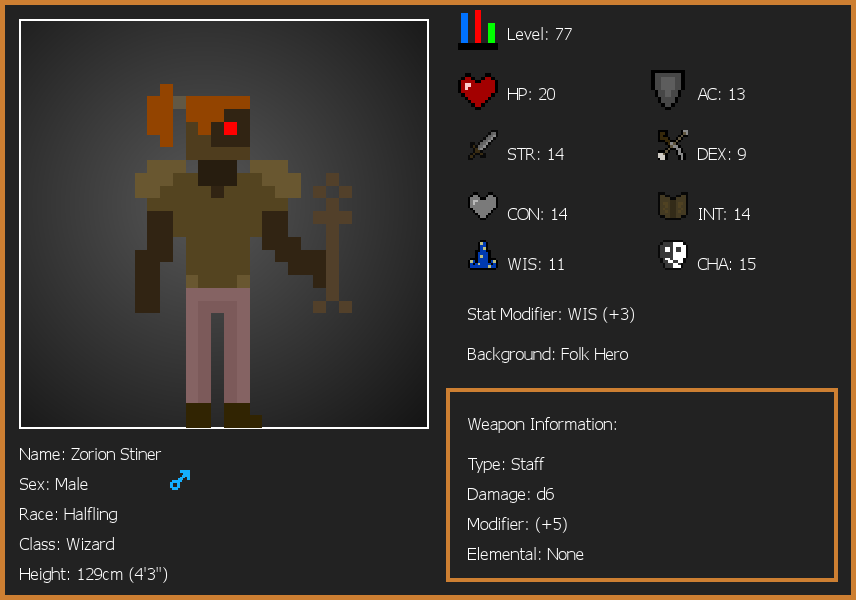 Level: 77
HP: 20
AC: 13
STR: 14
DEX: 9
CON: 14
INT: 14
WIS: 11
CHA: 15
Stat Modifier: WIS (+3)
Background: Folk Hero
Weapon Information:
Type: Staff
Damage: d6
Modifier: (+5)
Elemental: None
Name: Zorion Stiner
Sex: Male
Race: Halfling
Class: Wizard
Height: 129cm (4'3")